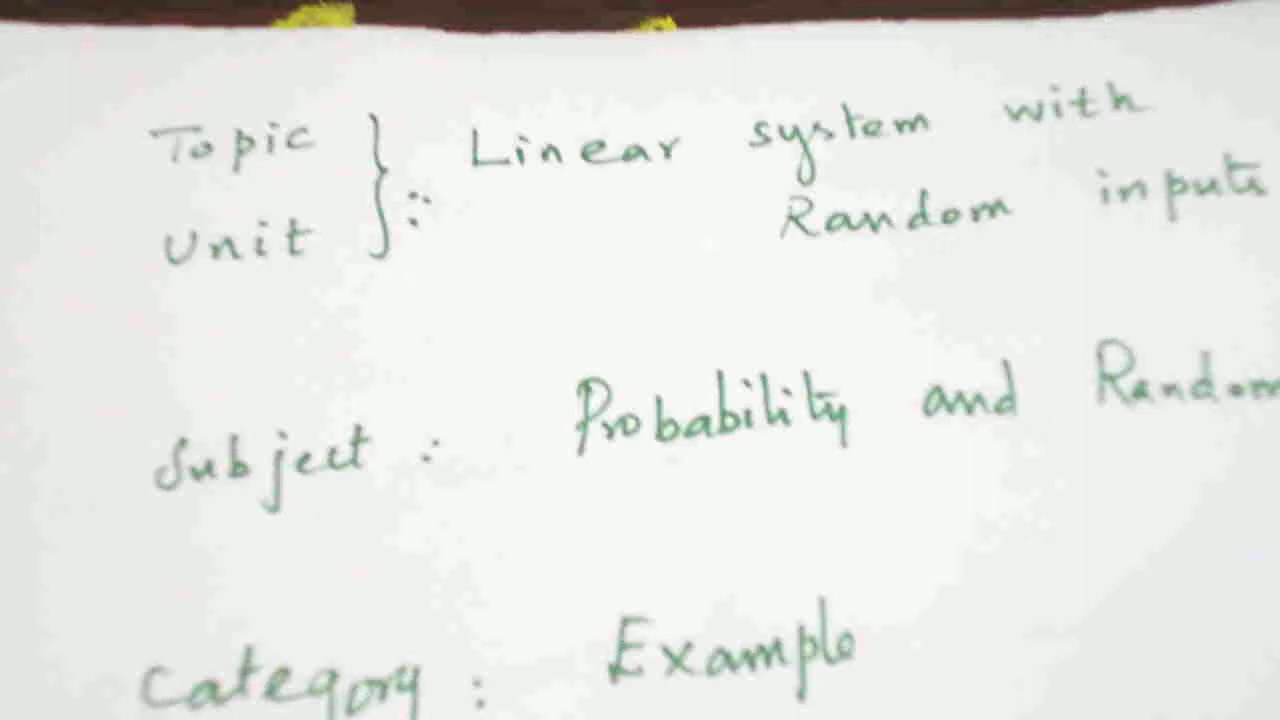 Topic } : Linear system with
Unit Random inputs
Subject : Probability and Random
Category : Example